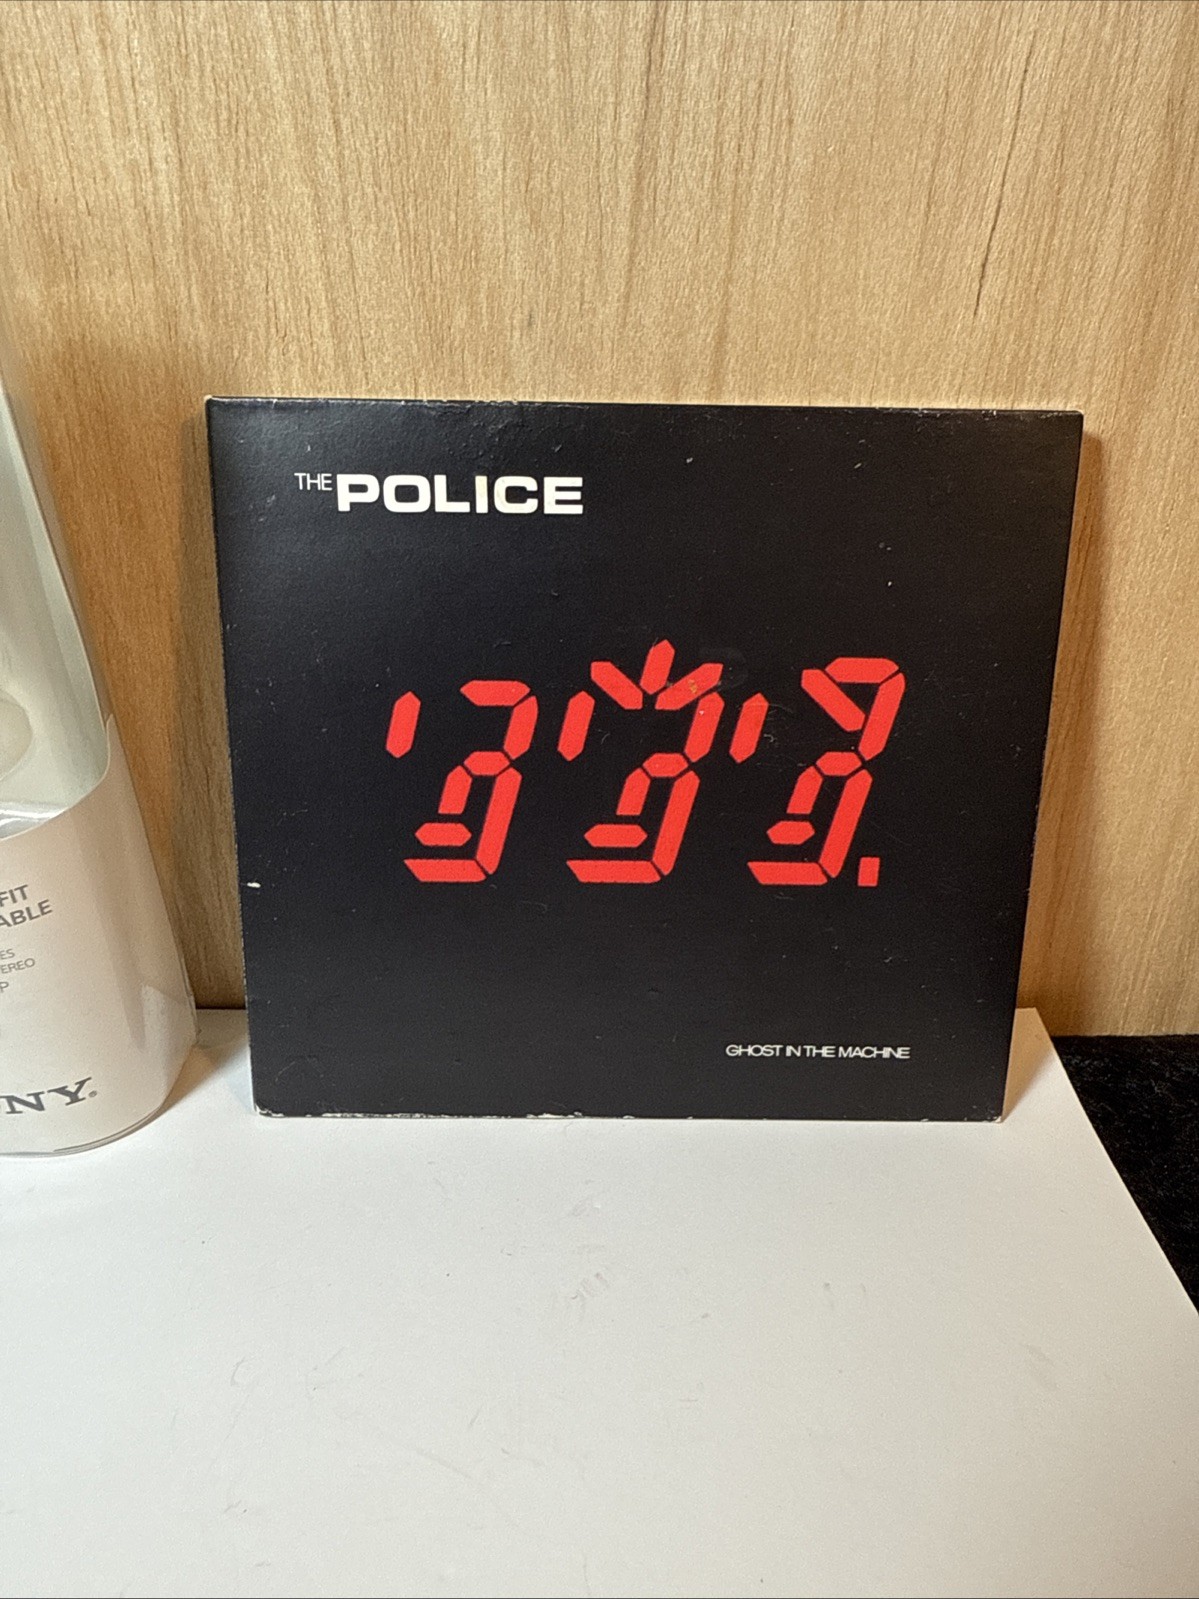 THE POLICE
GHOST IN THE MACHINE
FIT
ABLE
ES
EREO
P
NY.